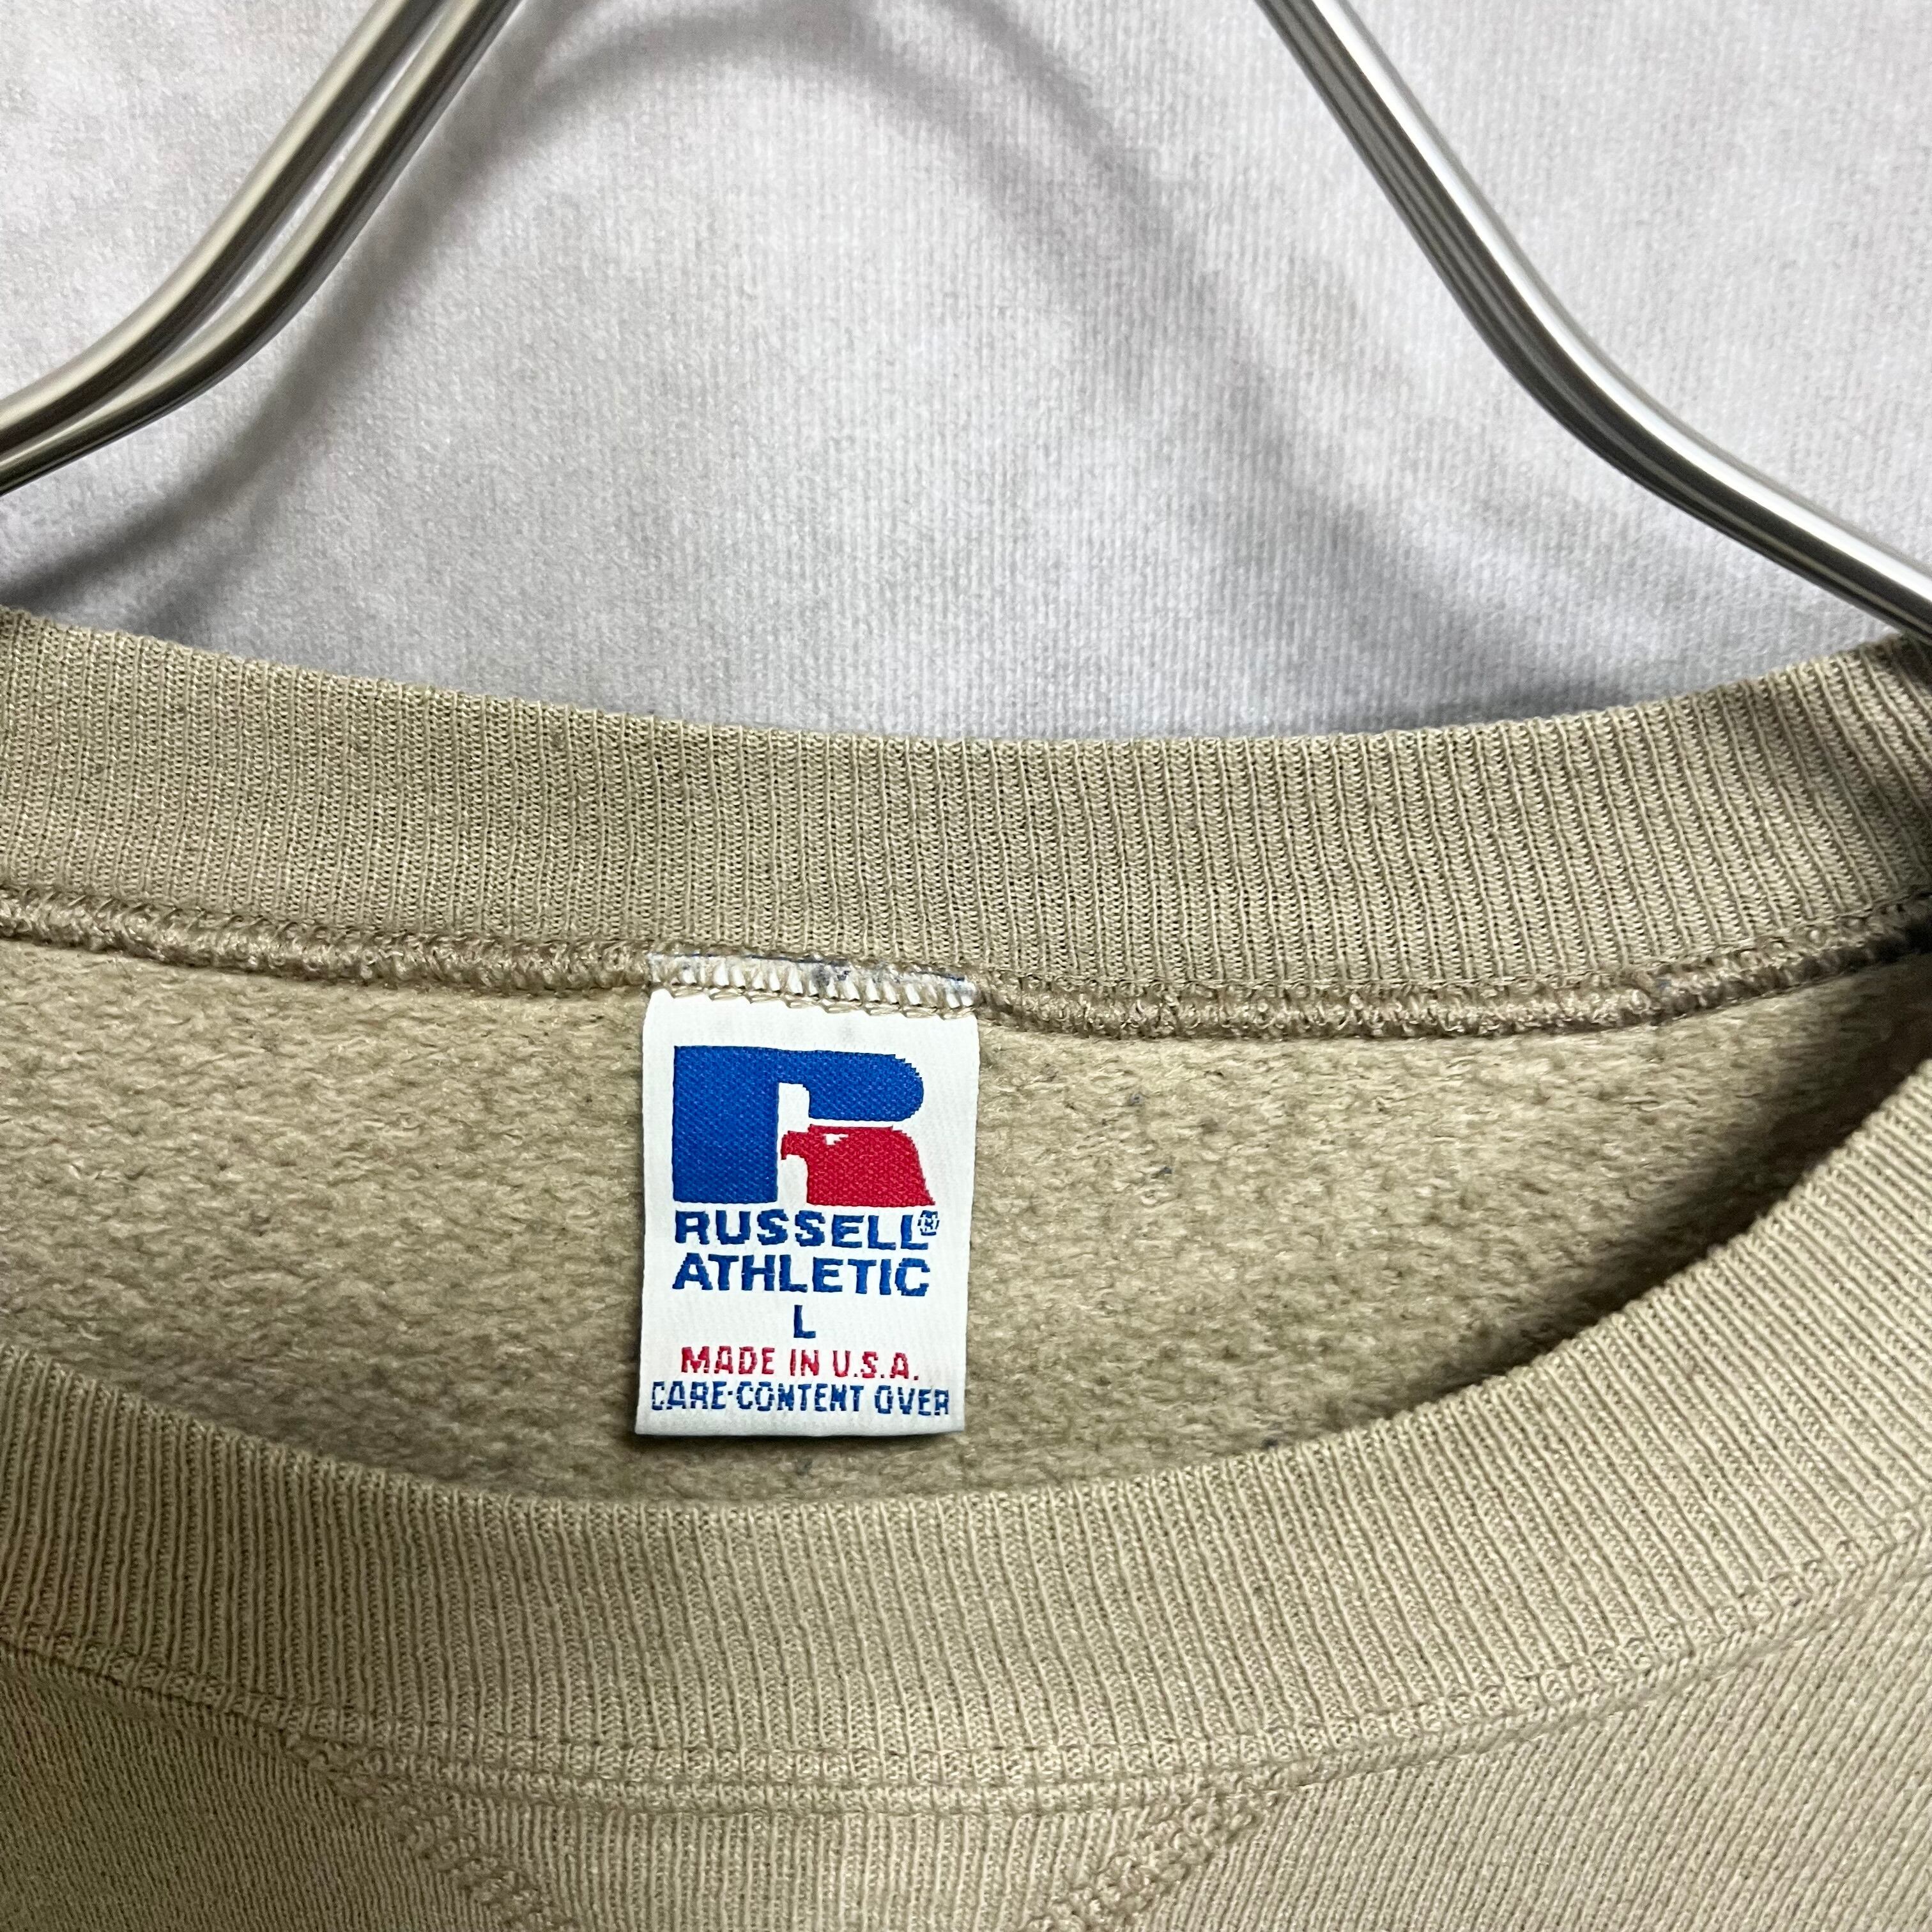 RUSSELL®
ATHLETIC
L
MADE IN U.S.A.
CARE·CONTENT OVER